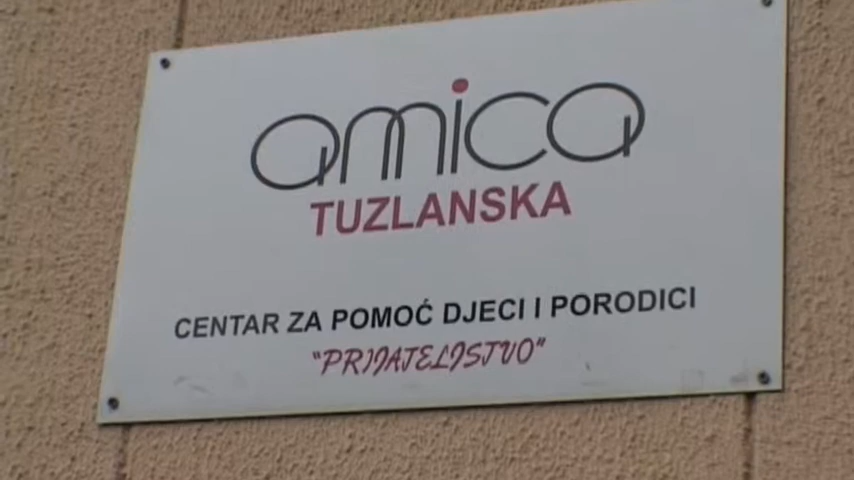 amica
TUZLANSKA
CENTAR ZA POMOĆ DJECI I PORODICI
"PRIJATELJSTVO"